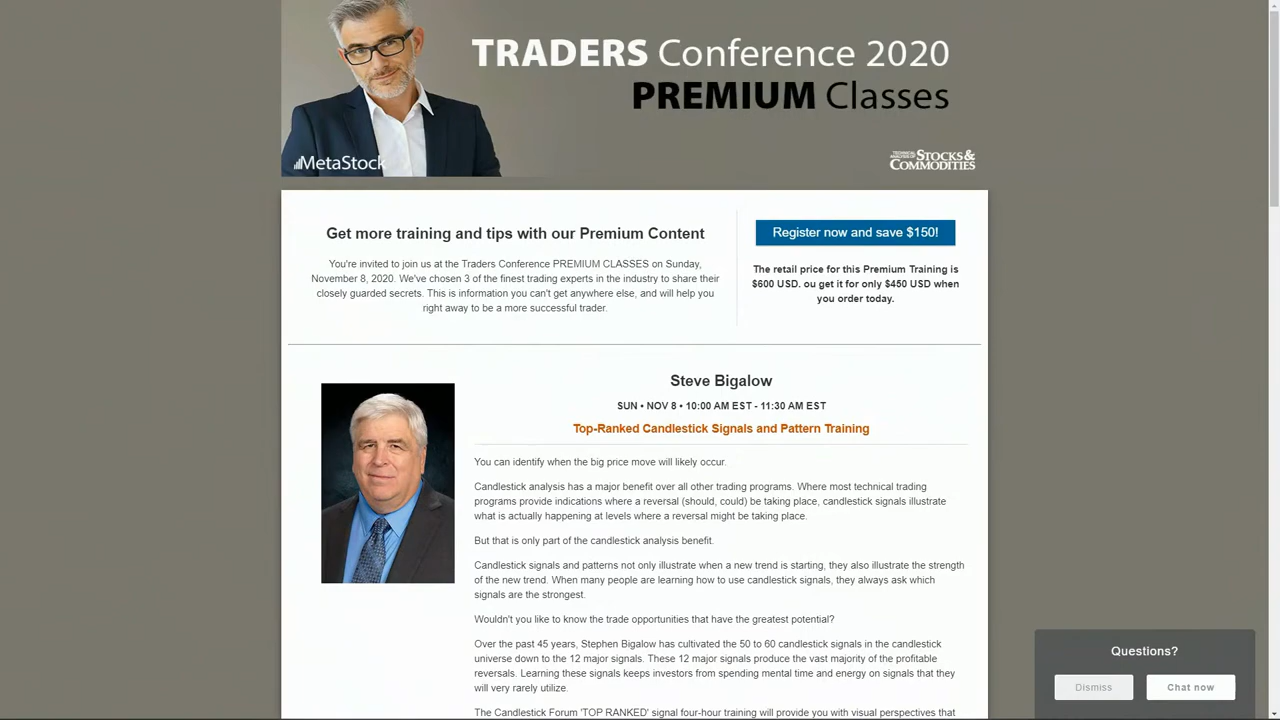 TRADERS Conference 2020
PREMIUM Classes
MetaStock
TECHNICAL ANALYSIS OF STOCKS & COMMODITIES
Get more training and tips with our Premium Content
You're invited to join us at the Traders Conference PREMIUM CLASSES on Sunday,
November 8, 2020. We've chosen 3 of the finest trading experts in the industry to share their
closely guarded secrets. This is information you can't get anywhere else, and will help you
right away to be a more successful trader.
Register now and save $150!
The retail price for this Premium Training is
$600 USD. ou get it for only $450 USD when
you order today.
Steve Bigalow
SUN • NOV 8 • 10:00 AM EST - 11:30 AM EST
Top-Ranked Candlestick Signals and Pattern Training
You can identify when the big price move will likely occur.
Candlestick analysis has a major benefit over all other trading programs. Where most technical trading
programs provide indications where a reversal (should, could) be taking place, candlestick signals illustrate
what is actually happening at levels where a reversal might be taking place.
But that is only part of the candlestick analysis benefit.
Candlestick signals and patterns not only illustrate when a new trend is starting, they also illustrate the strength
of the new trend. When many people are learning how to use candlestick signals, they always ask which
signals are the strongest.
Wouldn't you like to know the trade opportunities that have the greatest potential?
Over the past 45 years, Stephen Bigalow has cultivated the 50 to 60 candlestick signals in the candlestick
universe down to the 12 major signals. These 12 major signals produce the vast majority of the profitable
reversals. Learning these signals keeps investors from spending mental time and energy on signals that they
will very rarely utilize.
The Candlestick Forum 'TOP RANKED' signal four-hour training will provide you with visual perspectives that
Questions?
Dismiss
Chat now